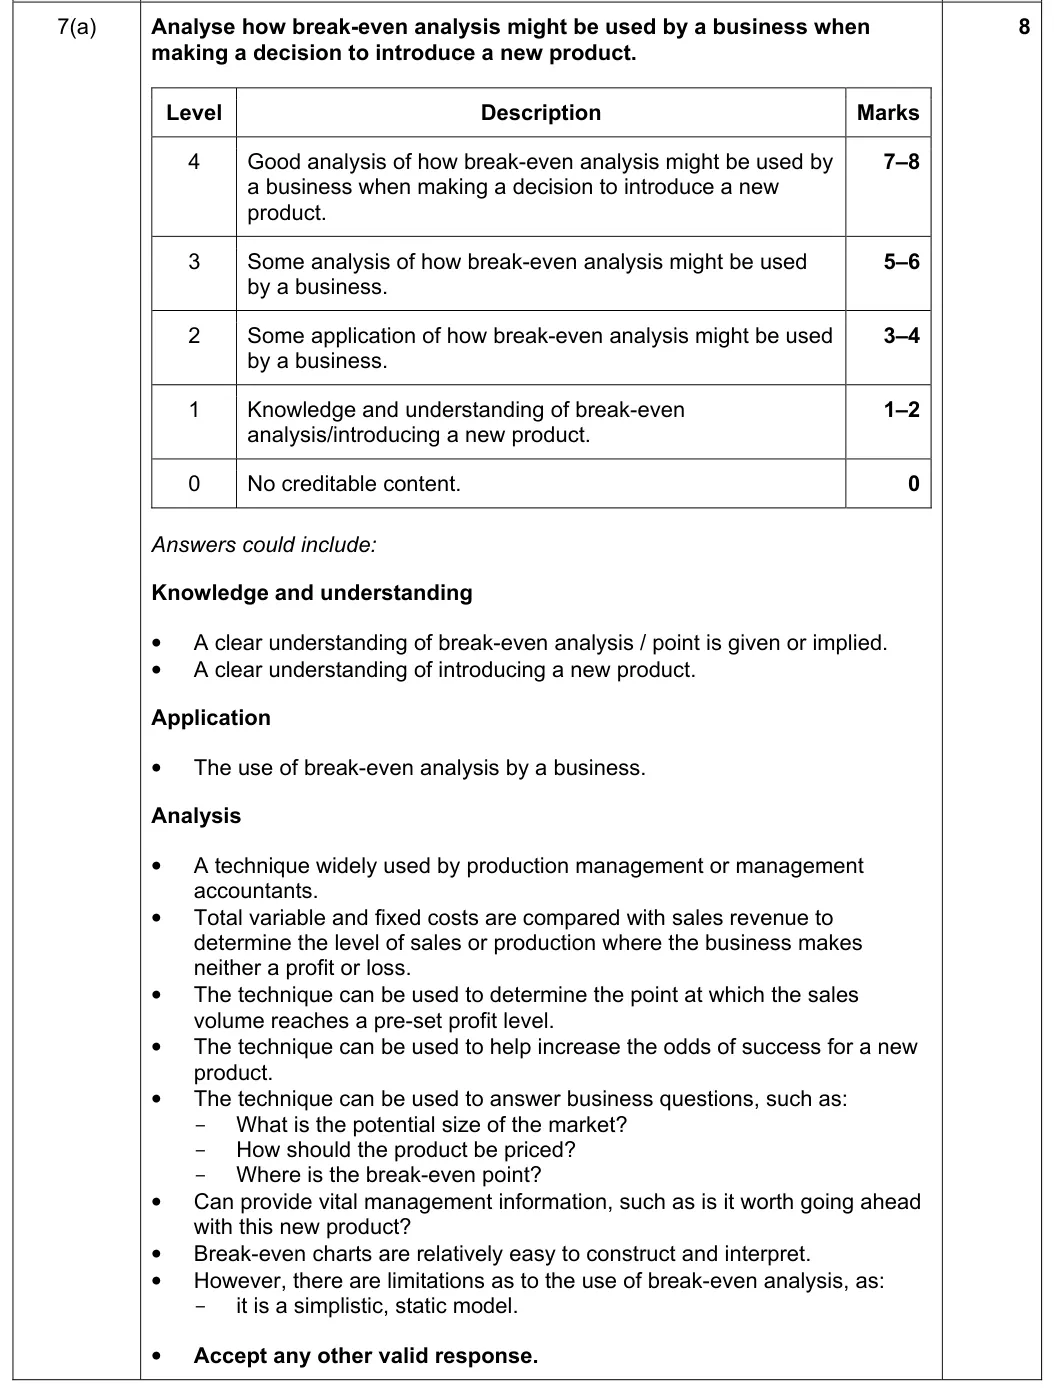 7(a) Analyse how break-even analysis might be used by a business when 8
making a decision to introduce a new product.
Level Description Marks
4 Good analysis of how break-even analysis might be used by 7–8
a business when making a decision to introduce a new
product.
3 Some analysis of how break-even analysis might be used 5–6
by a business.
2 Some application of how break-even analysis might be used 3–4
by a business.
1 Knowledge and understanding of break-even 1–2
analysis/introducing a new product.
0 No creditable content. 0
Answers could include:
Knowledge and understanding
• A clear understanding of break-even analysis / point is given or implied.
• A clear understanding of introducing a new product.
Application
• The use of break-even analysis by a business.
Analysis
• A technique widely used by production management or management
accountants.
• Total variable and fixed costs are compared with sales revenue to
determine the level of sales or production where the business makes
neither a profit or loss.
• The technique can be used to determine the point at which the sales
volume reaches a pre-set profit level.
• The technique can be used to help increase the odds of success for a new
product.
• The technique can be used to answer business questions, such as:
– What is the potential size of the market?
– How should the product be priced?
– Where is the break-even point?
• Can provide vital management information, such as is it worth going ahead
with this new product?
• Break-even charts are relatively easy to construct and interpret.
• However, there are limitations as to the use of break-even analysis, as:
– it is a simplistic, static model.
• Accept any other valid response.